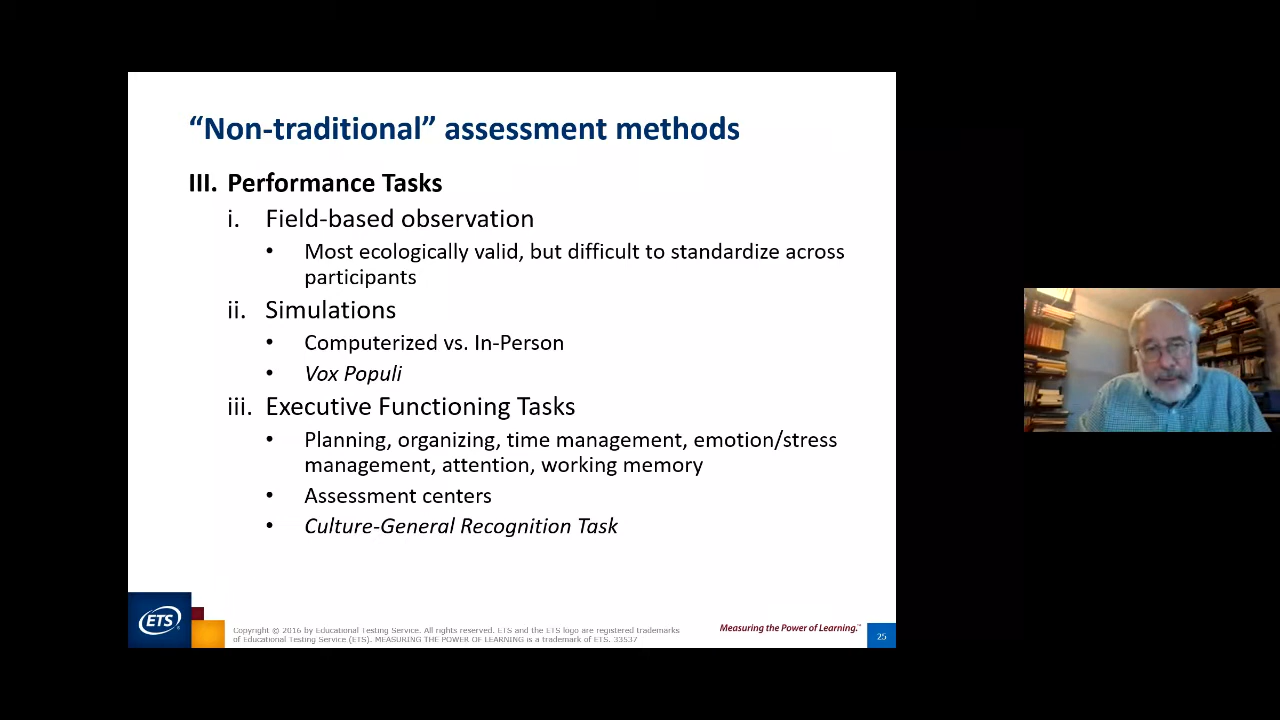 “Non-traditional” assessment methods
III. Performance Tasks
i. Field-based observation
• Most ecologically valid, but difficult to standardize across
participants
ii. Simulations
• Computerized vs. In-Person
• Vox Populi
iii. Executive Functioning Tasks
• Planning, organizing, time management, emotion/stress
management, attention, working memory
• Assessment centers
• Culture-General Recognition Task
ETS
Copyright © 2016 by Educational Testing Service. All rights reserved. ETS and the ETS logo are registered trademarks
of Educational Testing Service (ETS). MEASURING THE POWER OF LEARNING is a trademark of ETS. 33537
Measuring the Power of Learning.™
25